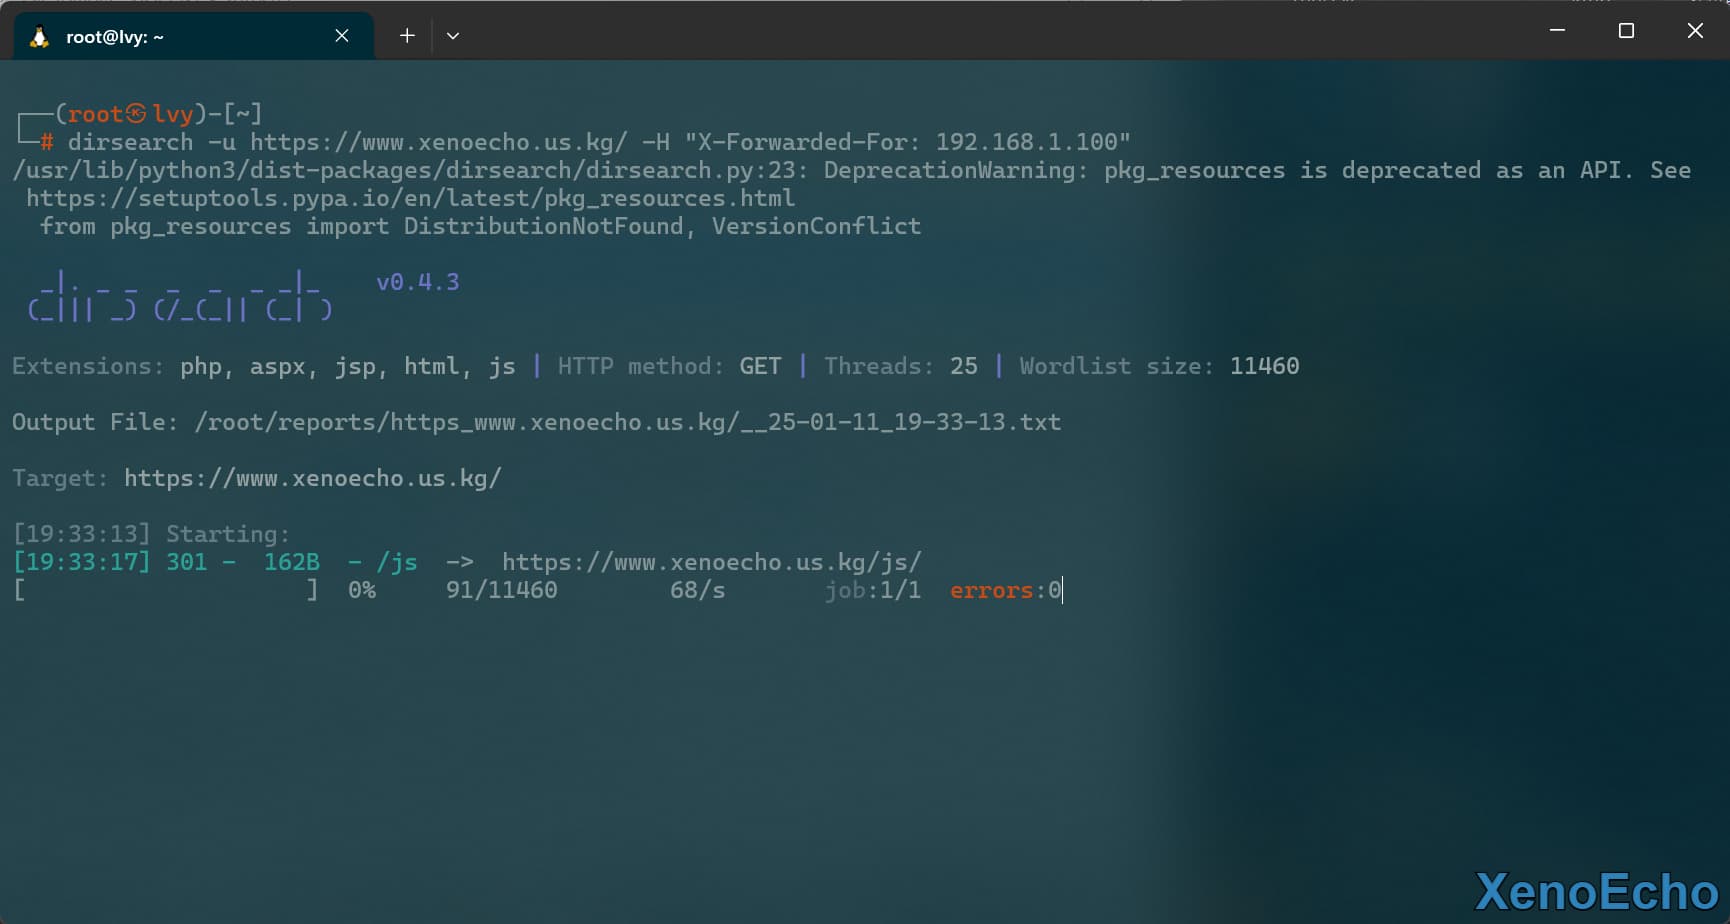 root@lvy: ~
┌──(root㉿lvy)-[~]
└─# dirsearch -u https://www.xenoecho.us.kg/ -H "X-Forwarded-For: 192.168.1.100"
/usr/lib/python3/dist-packages/dirsearch/dirsearch.py:23: DeprecationWarning: pkg_resources is deprecated as an API. See
https://setuptools.pypa.io/en/latest/pkg_resources.html
from pkg_resources import DistributionNotFound, VersionConflict
_|. _ _  _  _  _ _|_    v0.4.3
(_||| _) (/_(_|| (_| )
Extensions: php, aspx, jsp, html, js | HTTP method: GET | Threads: 25 | Wordlist size: 11460
Output File: /root/reports/https_www.xenoecho.us.kg/__25-01-11_19-33-13.txt
Target: https://www.xenoecho.us.kg/
[19:33:13] Starting:
[19:33:17] 301 -  162B  - /js  ->  https://www.xenoecho.us.kg/js/
[                    ]  0%     91/11460        68/s       job:1/1  errors:0
XenoEcho